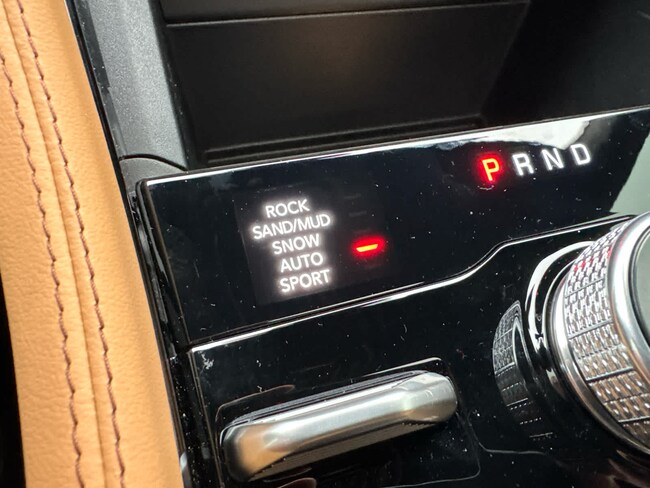 P R N D
ROCK
SAND/MUD
SNOW
AUTO
SPORT